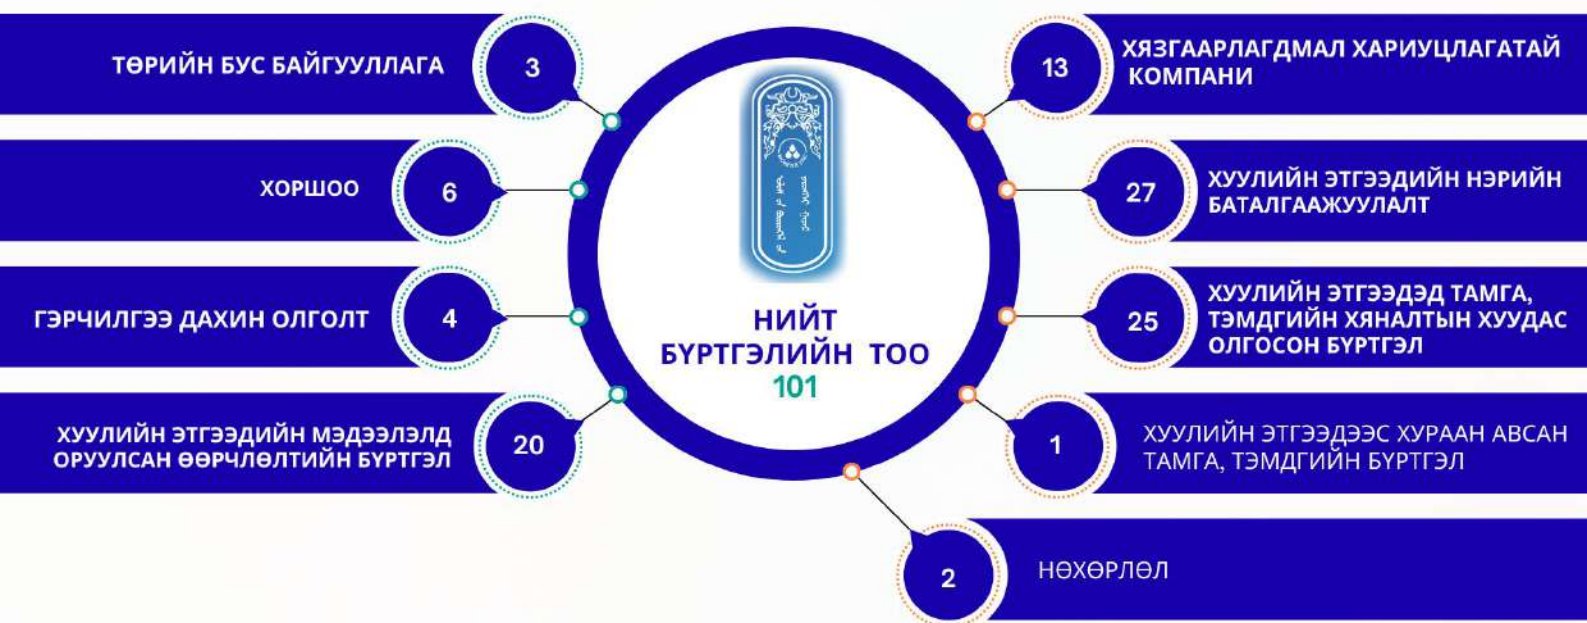 ТӨРИЙН БУС БАЙГУУЛЛАГА
3
ХОРШОО
6
ГЭРЧИЛГЭЭ ДАХИН ОЛГОЛТ
4
ХУУЛИЙН ЭТГЭЭДИЙН МЭДЭЭЛЭЛД
ОРУУЛСАН ӨӨРЧЛӨЛТИЙН БҮРТГЭЛ
20
НИЙТ
БҮРТГЭЛИЙН ТОО
101
13
ХЯЗГААРЛАГДМАЛ ХАРИУЦЛАГАТАЙ
КОМПАНИ
27
ХУУЛИЙН ЭТГЭЭДИЙН НЭРИЙН
БАТАЛГААЖУУЛАЛТ
25
ХУУЛИЙН ЭТГЭЭДЭД ТАМГА,
ТЭМДГИЙН ХЯНАЛТЫН ХУУДАС
ОЛГОСОН БҮРТГЭЛ
1
ХУУЛИЙН ЭТГЭЭДЭЭС ХУРААН АВСАН
ТАМГА, ТЭМДГИЙН БҮРТГЭЛ
2
НӨХӨРЛӨЛ